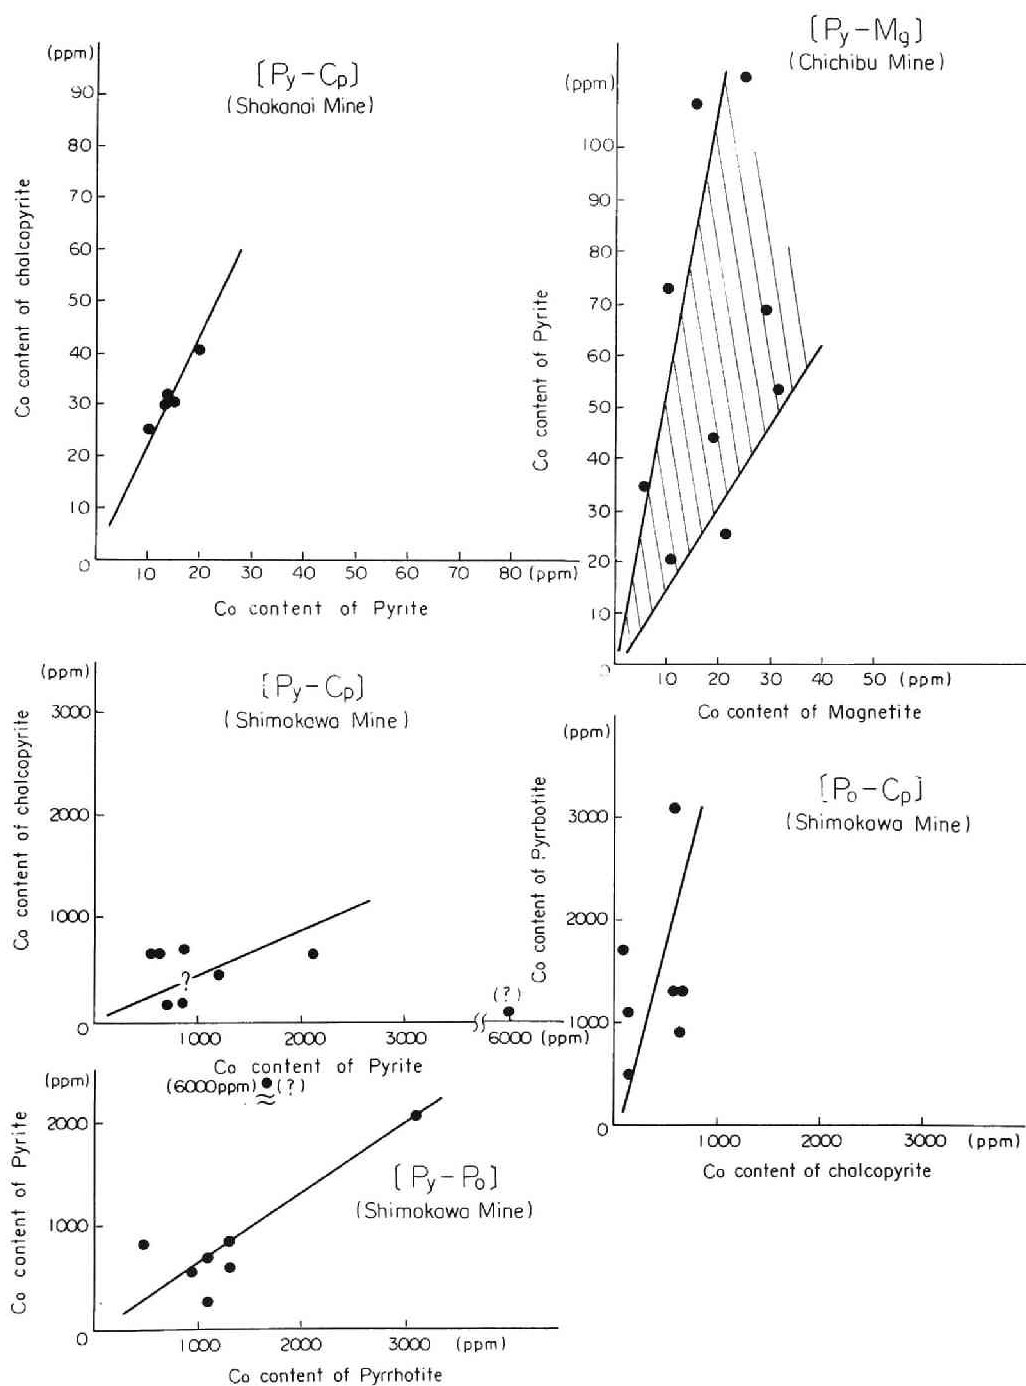 [Py-Cp]
(Shakanai Mine)
(ppm)
90
80
70
60
50
40
30
20
10
0
Co content of chalcopyrite
10 20 30 40 50 60 70 80 (ppm)
Co content of Pyrite
[Py-Mg]
(Chichibu Mine)
(ppm)
100
90
80
70
60
50
40
30
20
10
0
Co content of Pyrite
10 20 30 40 50 (ppm)
Co content of Magnetite
[Py-Cp]
(Shimokawa Mine)
(ppm)
3000
2000
1000
0
Co content of chalcopyrite
?
(?)
1000 2000 3000 6000 (ppm)
Co content of Pyrite
[Po-Cp]
(Shimokawa Mine)
(ppm)
3000
2000
1000
0
Co content of Pyrrbotite
1000 2000 3000 (ppm)
Co content of chalcopyrite
[Py-Po]
(Shimokawa Mine)
(ppm)
(6000ppm) (?)
≈
2000
1000
0
Co content of Pyrite
1000 2000 3000 (ppm)
Co content of Pyrrhotite